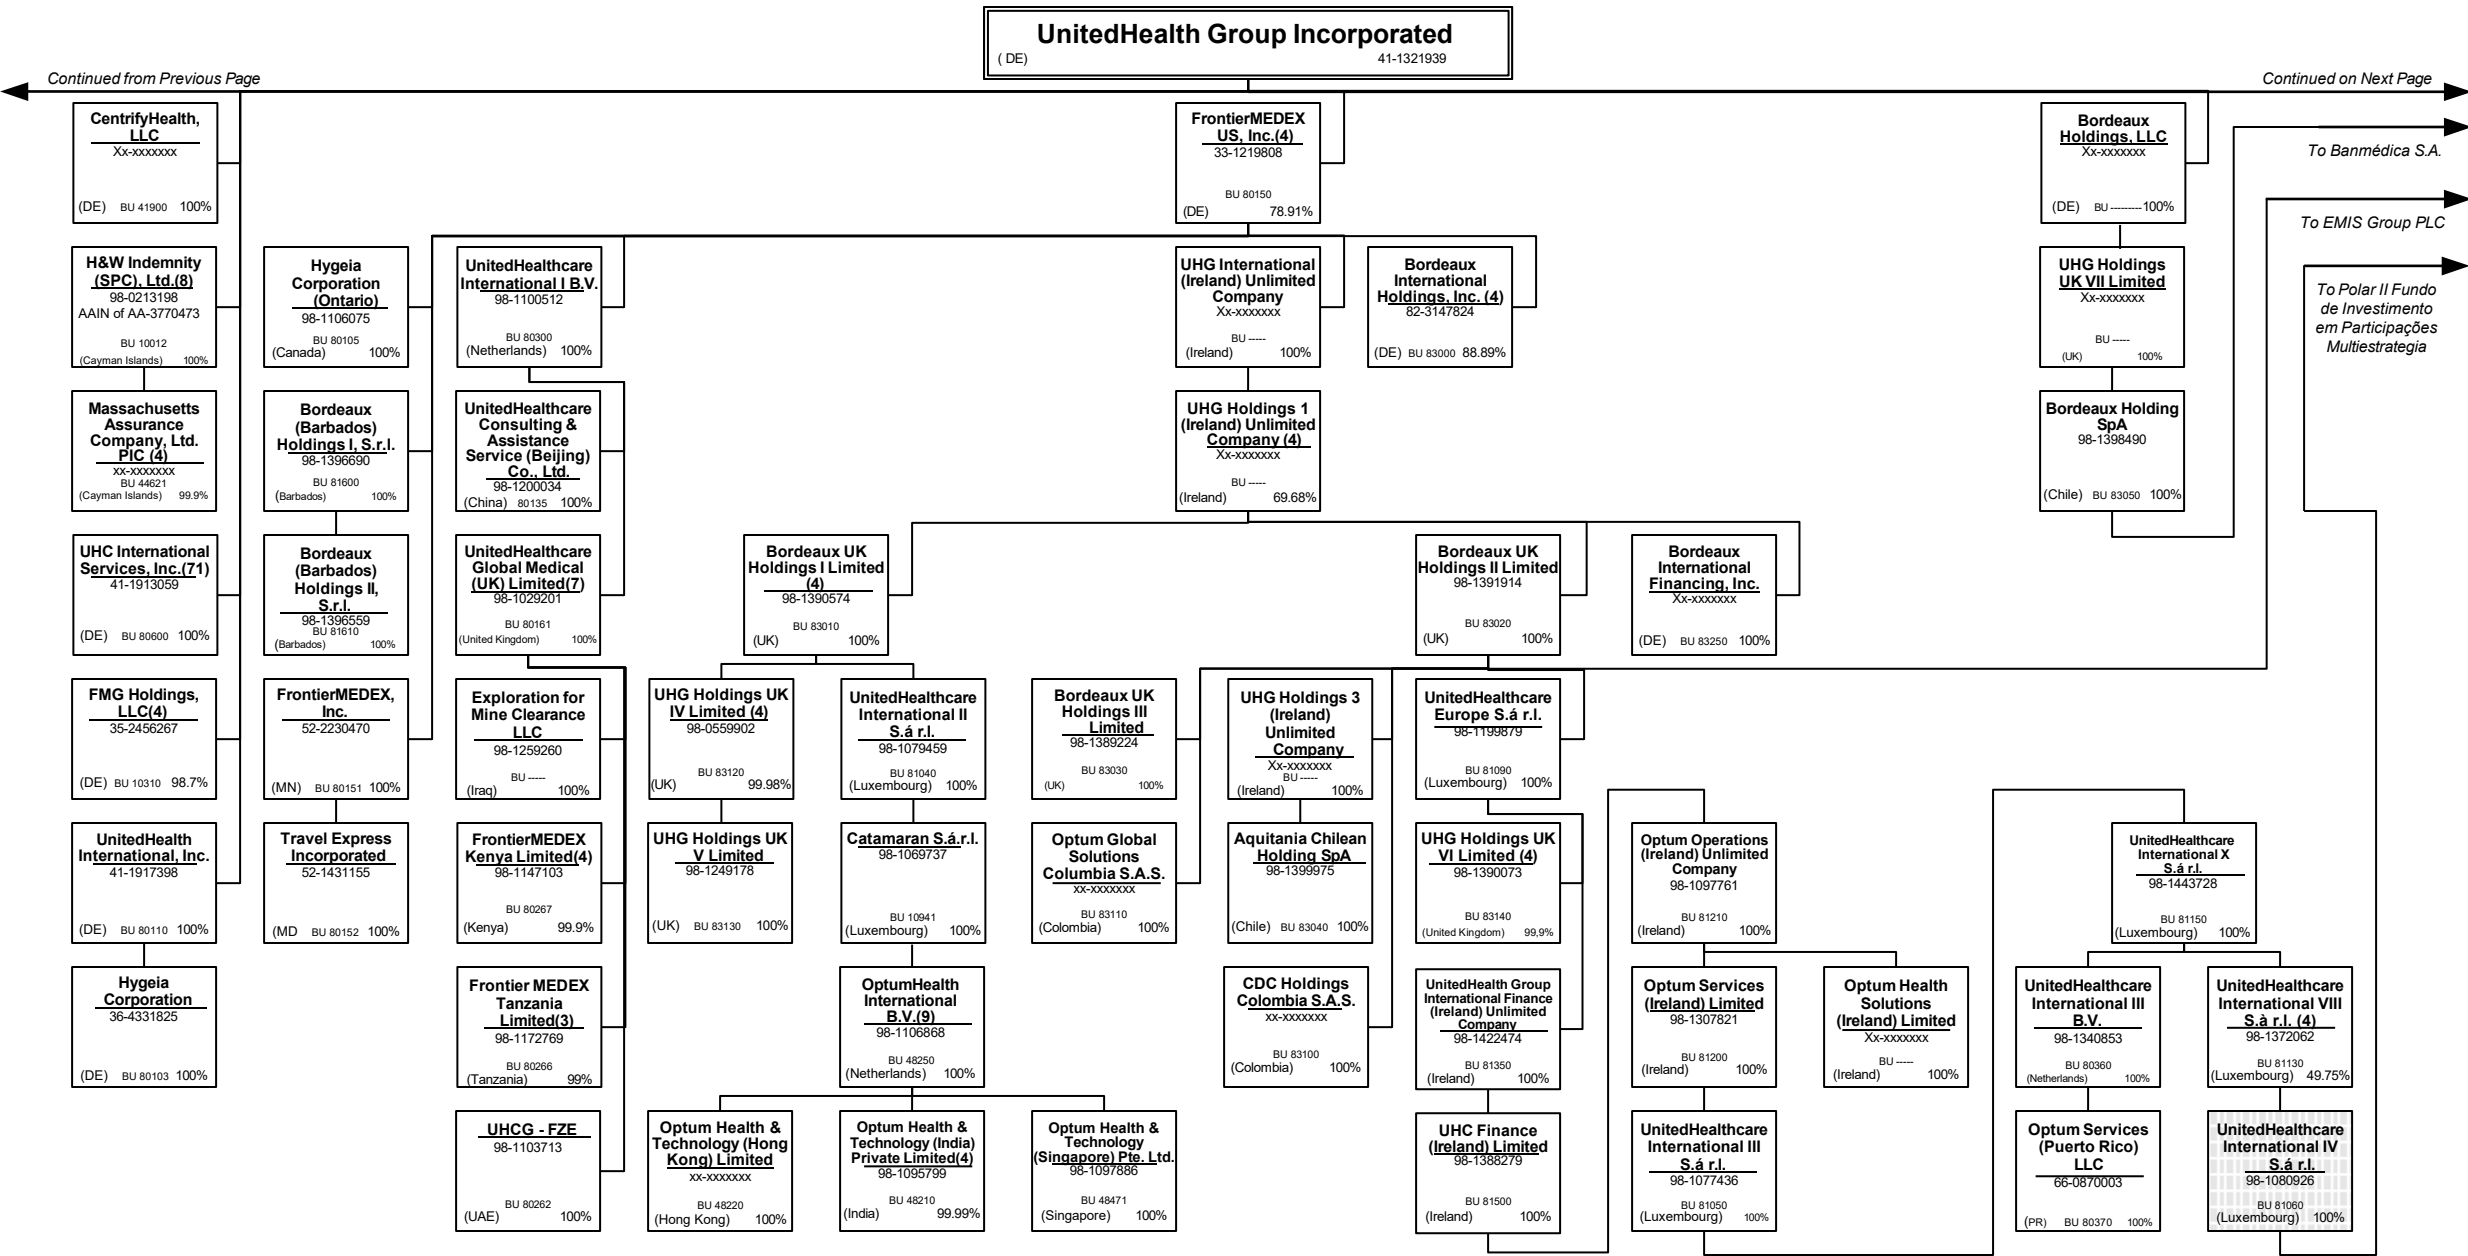 UnitedHealth Group Incorporated
( DE) 41-1321939
Continued from Previous Page
Continued on Next Page
CentrifyHealth,
LLC
Xx-xxxxxxx
(DE) BU 41900 100%
FrontierMEDEX
US, Inc.(4)
33-1219808
BU 80150
(DE) 78.91%
Bordeaux
Holdings, LLC
Xx-xxxxxxx
(DE) BU ---------100%
To Banmédica S.A.
To EMIS Group PLC
To Polar II Fundo
de Investimento
em Participações
Multiestrategia
H&W Indemnity
(SPC), Ltd.(8)
98-0213198
AAIN of AA-3770473
BU 10012
(Cayman Islands) 100%
Hygeia
Corporation
(Ontario)
98-1106075
BU 80105
(Canada) 100%
UnitedHealthcare
International I B.V.
98-1100512
BU 80300
(Netherlands) 100%
UHG International
(Ireland) Unlimited
Company
Xx-xxxxxxx
BU -----
(Ireland) 100%
Bordeaux
International
Holdings, Inc. (4)
82-3147824
(DE) BU 83000 88.89%
UHG Holdings
UK VII Limited
Xx-xxxxxxx
BU -----
(UK) 100%
Massachusetts
Assurance
Company, Ltd.
PIC (4)
xx-xxxxxxx
BU 44621
(Cayman Islands) 99.9%
Bordeaux
(Barbados)
Holdings I, S.r.l.
98-1396690
BU 81600
(Barbados) 100%
UnitedHealthcare
Consulting &
Assistance
Service (Beijing)
Co., Ltd.
98-1200034
(China) 80135 100%
UHG Holdings 1
(Ireland) Unlimited
Company (4)
Xx-xxxxxxx
BU -----
(Ireland) 69.68%
Bordeaux Holding
SpA
98-1398490
(Chile) BU 83050 100%
UHC International
Services, Inc.(71)
41-1913059
(DE) BU 80600 100%
Bordeaux
(Barbados)
Holdings II,
S.r.l.
98-1396559
BU 81610
(Barbados) 100%
UnitedHealthcare
Global Medical
(UK) Limited(7)
98-1029201
BU 80161
(United Kingdom) 100%
Bordeaux UK
Holdings I Limited
(4)
98-1390574
BU 83010
(UK) 100%
Bordeaux UK
Holdings II Limited
98-1391914
BU 83020
(UK) 100%
Bordeaux
International
Financing, Inc.
Xx-xxxxxxx
(DE) BU 83250 100%
FMG Holdings,
LLC(4)
35-2456267
(DE) BU 10310 98.7%
FrontierMEDEX,
Inc.
52-2230470
(MN) BU 80151 100%
Exploration for
Mine Clearance
LLC
98-1259260
BU -----
(Iraq) 100%
UHG Holdings UK
IV Limited (4)
98-0559902
BU 83120
(UK) 99.98%
UnitedHealthcare
International II
S.á r.l.
98-1079459
BU 81040
(Luxembourg) 100%
Bordeaux UK
Holdings III
Limited
98-1389224
BU 83030
(UK) 100%
UHG Holdings 3
(Ireland)
Unlimited
Company
Xx-xxxxxxx
BU -----
(Ireland) 100%
UnitedHealthcare
Europe S.á r.l.
98-1199879
BU 81090
(Luxembourg) 100%
UnitedHealth
International, Inc.
41-1917398
(DE) BU 80110 100%
Travel Express
Incorporated
52-1431155
(MD BU 80152 100%
FrontierMEDEX
Kenya Limited(4)
98-1147103
BU 80267
(Kenya) 99.9%
UHG Holdings UK
V Limited
98-1249178
(UK) BU 83130 100%
Catamaran S.á.r.l.
98-1069737
BU 10941
(Luxembourg) 100%
Optum Global
Solutions
Columbia S.A.S.
xx-xxxxxxx
BU 83110
(Colombia) 100%
Aquitania Chilean
Holding SpA
98-1399975
(Chile) BU 83040 100%
UHG Holdings UK
VI Limited (4)
98-1390073
BU 83140
(United Kingdom) 99,9%
Optum Operations
(Ireland) Unlimited
Company
98-1097761
BU 81210
(Ireland) 100%
UnitedHealthcare
International X
S.á r.l.
98-1443728
BU 81150
(Luxembourg) 100%
Hygeia
Corporation
36-4331825
(DE) BU 80103 100%
Frontier MEDEX
Tanzania
Limited(3)
98-1172769
BU 80266
(Tanzania) 99%
OptumHealth
International
B.V.(9)
98-1106868
BU 48250
(Netherlands) 100%
CDC Holdings
Colombia S.A.S.
xx-xxxxxxx
BU 83100
(Colombia) 100%
UnitedHealth Group
International Finance
(Ireland) Unlimited
Company
98-1422474
BU 81350
(Ireland) 100%
Optum Services
(Ireland) Limited
98-1307821
BU 81200
(Ireland) 100%
Optum Health
Solutions
(Ireland) Limited
Xx-xxxxxxx
BU -----
(Ireland) 100%
UnitedHealthcare
International III
B.V.
98-1340853
BU 80360
(Netherlands) 100%
UnitedHealthcare
International VIII
S.à r.l. (4)
98-1372062
BU 81130
(Luxembourg) 49.75%
UHCG - FZE
98-1103713
BU 80262
(UAE) 100%
Optum Health &
Technology (Hong
Kong) Limited
xx-xxxxxxx
BU 48220
(Hong Kong) 100%
Optum Health &
Technology (India)
Private Limited(4)
98-1095799
BU 48210
(India) 99.99%
Optum Health &
Technology
(Singapore) Pte. Ltd.
98-1097886
BU 48471
(Singapore) 100%
UHC Finance
(Ireland) Limited
98-1388279
BU 81500
(Ireland) 100%
UnitedHealthcare
International III
S.á r.l.
98-1077436
BU 81050
(Luxembourg) 100%
Optum Services
(Puerto Rico)
LLC
66-0870003
(PR) BU 80370 100%
UnitedHealthcare
International IV
S.á r.l.
98-1080926
BU 81060
(Luxembourg) 100%